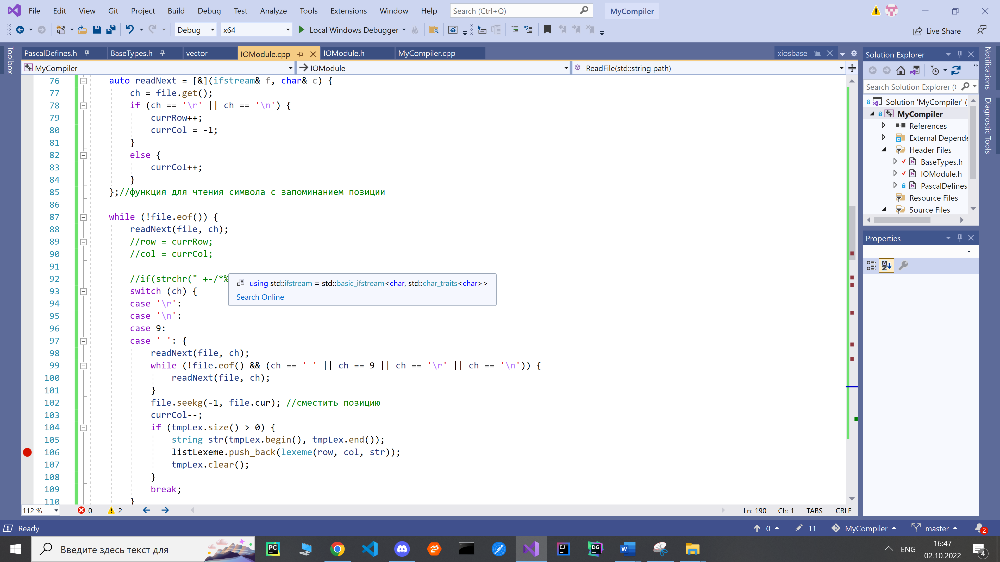 File Edit View Git Project Build Debug Test Analyze Tools Extensions Window Help Search (Ctrl+Q) MyCompiler
Debug x64 Local Windows Debugger Live Share
Toolbox
PascalDefines.h BaseTypes.h vector IOModule.cpp IOModule.h MyCompiler.cpp xiosbase
MyCompiler IOModule ReadFile(std::string path)
76 auto readNext = [&](ifstream& f, char& c) {
77 ch = file.get();
78 if (ch == '\r' || ch == '\n') {
79 currRow++;
80 currCol = -1;
81 }
82 else {
83 currCol++;
84 }
85 };//функция для чтения символа с запоминанием позиции
86
87 while (!file.eof()) {
88 readNext(file, ch);
89 //row = currRow;
90 //col = currCol;
91
92 //if(strchr(" +-/*%
using std::ifstream = std::basic_ifstream<char, std::char_traits<char>>
Search Online
93 switch (ch) {
94 case '\r':
95 case '\n':
96 case 9:
97 case ' ': {
98 readNext(file, ch);
99 while (!file.eof() && (ch == ' ' || ch == 9 || ch == '\r' || ch == '\n')) {
100 readNext(file, ch);
101 }
102 file.seekg(-1, file.cur); //сместить позицию
103 currCol--;
104 if (tmpLex.size() > 0) {
105 string str(tmpLex.begin(), tmpLex.end());
106 listLexeme.push_back(lexeme(row, col, str));
107 tmpLex.clear();
108 }
109 break;
110 }
112 % 0 2 Ln: 190 Ch: 1 TABS CRLF
Solution Explorer
Search Solution Explorer (
Solution 'MyCompiler' (
MyCompiler
References
External Depende
Header Files
BaseTypes.h
IOModule.h
PascalDefines
Resource Files
Source Files
Properties
Notifications
Diagnostic Tools
Ready 0 11 MyCompiler master 2
Введите здесь текст для
PC
IJ
DG
W
ENG
16:47
02.10.2022
4